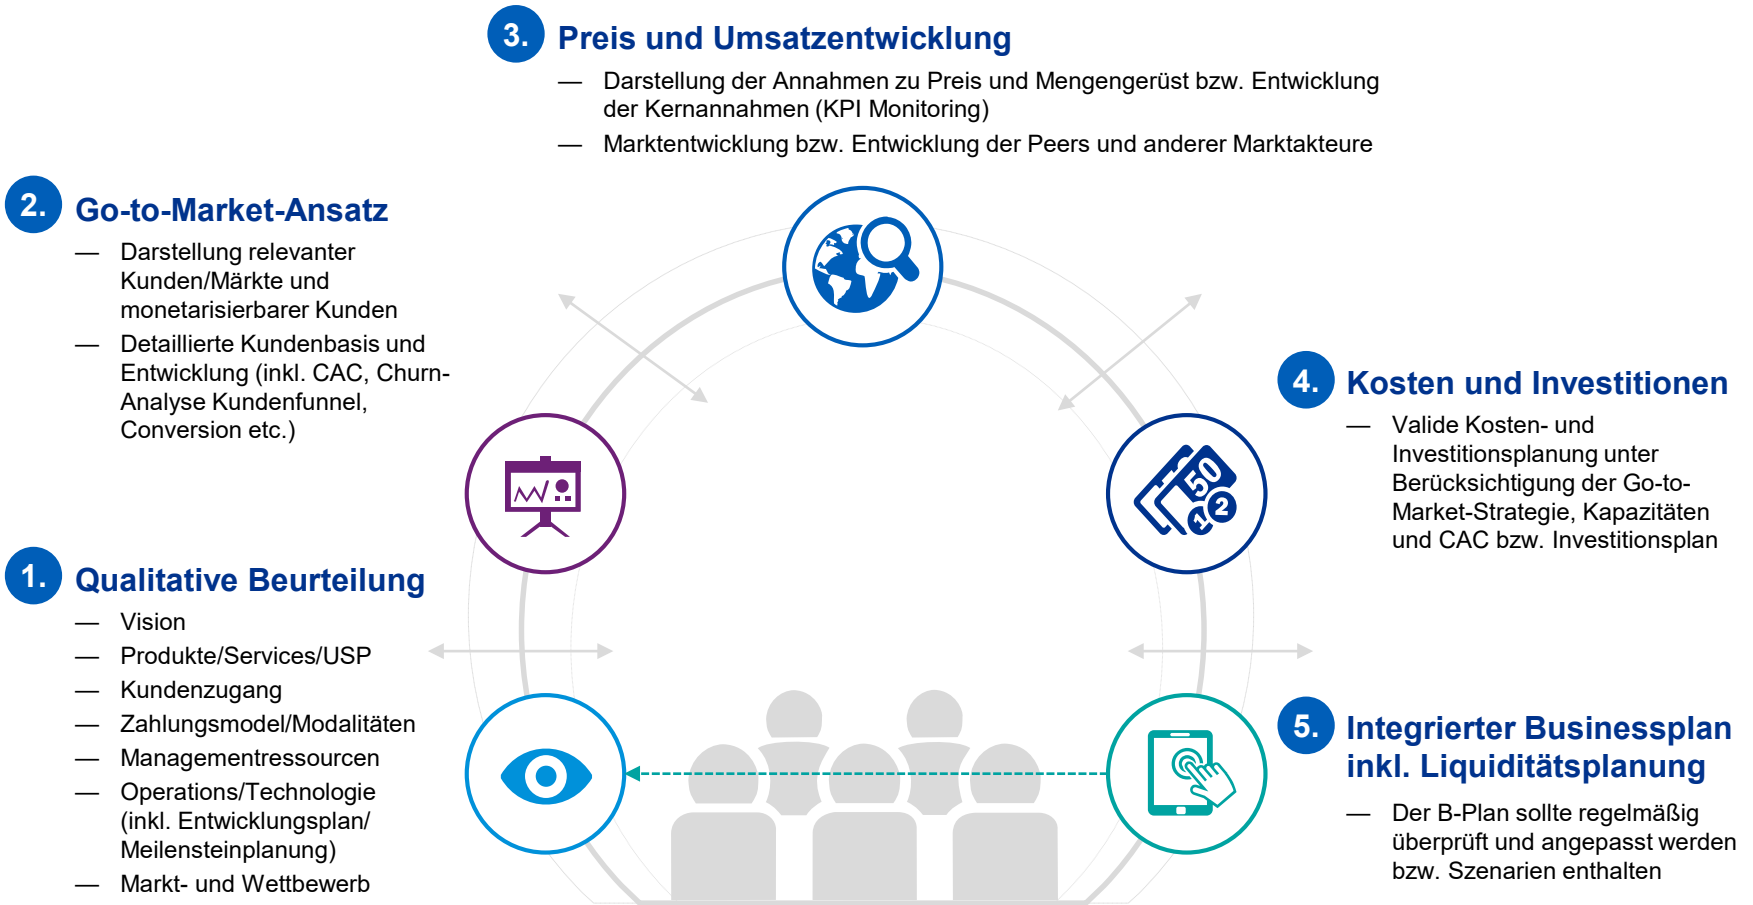 3. Preis und Umsatzentwicklung
— Darstellung der Annahmen zu Preis und Mengengerüst bzw. Entwicklung
der Kernannahmen (KPI Monitoring)
— Marktentwicklung bzw. Entwicklung der Peers und anderer Marktakteure
2. Go-to-Market-Ansatz
— Darstellung relevanter
Kunden/Märkte und
monetarisierbarer Kunden
— Detaillierte Kundenbasis und
Entwicklung (inkl. CAC, Churn-
Analyse Kundenfunnel,
Conversion etc.)
4. Kosten und Investitionen
— Valide Kosten- und
Investitionsplanung unter
Berücksichtigung der Go-to-
Market-Strategie, Kapazitäten
und CAC bzw. Investitionsplan
50
1 2
1. Qualitative Beurteilung
— Vision
— Produkte/Services/USP
— Kundenzugang
— Zahlungsmodel/Modalitäten
— Managementressourcen
— Operations/Technologie
(inkl. Entwicklungsplan/
Meilensteinplanung)
— Markt- und Wettbewerb
5. Integrierter Businessplan
inkl. Liquiditätsplanung
— Der B-Plan sollte regelmäßig
überprüft und angepasst werden
bzw. Szenarien enthalten